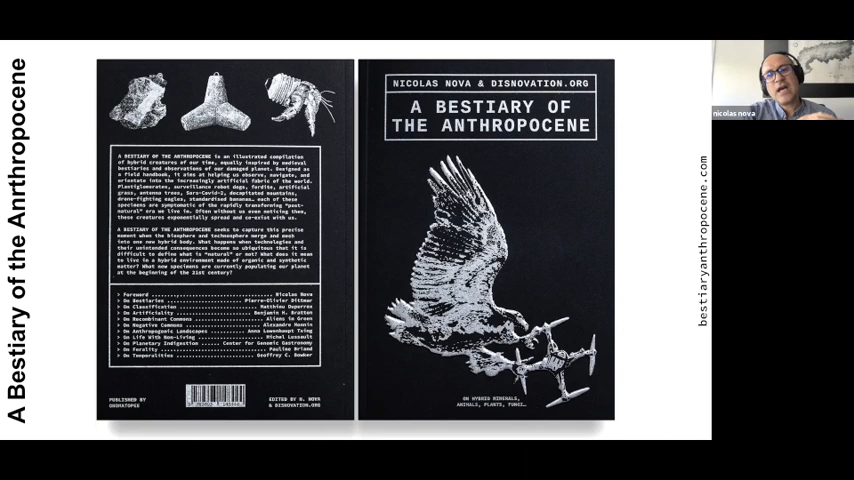 A Bestiary of the Anrthropocene
A BESTIARY OF THE ANTHROPOCENE is an illustrated compilation
of hybrid creatures of our time, equally inspired by medieval
bestiaries and observations of our damaged planet. Designed as
a field handbook, it aims at helping us observe, navigate, and
orientate into the increasingly artificial fabric of the world.
Plastiglomerates, surveillance robot dogs, fordite, artificial
grass, antenna trees, Sars-Covid-2, decapitated mountains,
drone-fighting eagles, standardised bananas… each of these
specimens are symptomatic of the rapidly transforming "post-
natural" era we live in. Often without us even noticing them,
these creatures exponentially spread and co-exist with us.
A BESTIARY OF THE ANTHROPOCENE seeks to capture this precise
moment when the biosphere and technosphere merge and mesh
into one new hybrid body. What happens when technologies and
their unintended consequences become so ubiquitous that it is
difficult to define what is "natural" or not? What does it mean
to live in a hybrid environment made of organic and synthetic
matter? What new specimens are currently populating our planet
at the beginning of the 21st century?
> Foreword ........ Nicolas Nova
> On Bestiaries ........ Pierre-Olivier Dittmar
> On Classification ........ Matthieu Duperrex
> On Artificiality ........ Benjamin H. Bratton
> On Recombinant Commons ........ Aliens in Green
> On Negative Commons ........ Alexandre Monnin
> On Anthropogenic Landscapes ........ Anna Lowenhaupt Tsing
> On Life With Non-Living ........ Michel Lussault
> On Planetary Indigestion ........ Center for Genomic Gastronomy
> On Ferality ........ Pauline Briand
> On Temporalities ........ Geoffrey C. Bowker
PUBLISHED BY
ONOMATOPEE
EDITED BY N. NOVA
& DISNOVATION.ORG
NICOLAS NOVA & DISNOVATION.ORG
A BESTIARY OF
THE ANTHROPOCENE
ON HYBRID MINERALS,
ANIMALS, PLANTS, FUNGI…
bestiaryanthropocene.com
nicolas nova